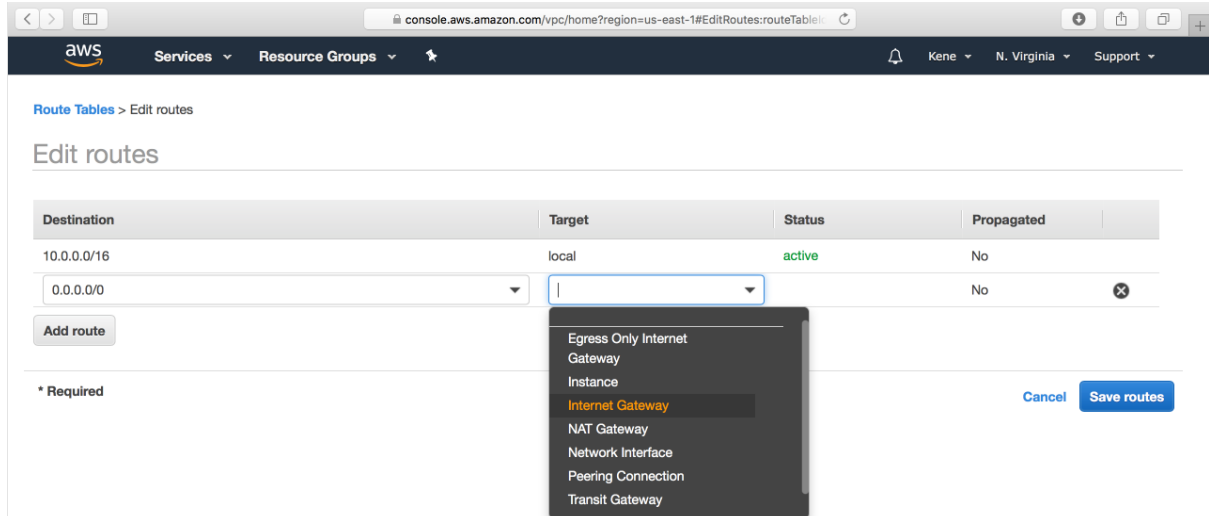 console.aws.amazon.com/vpc/home?region=us-east-1#EditRoutes:routeTableI
aws Services Resource Groups Kene N. Virginia Support
Route Tables > Edit routes
Edit routes
Destination Target Status Propagated
10.0.0.0/16 local active No
0.0.0.0/0 No
Add route
Egress Only Internet
Gateway
Instance
Internet Gateway
NAT Gateway
Network Interface
Peering Connection
Transit Gateway
* Required
Cancel Save routes